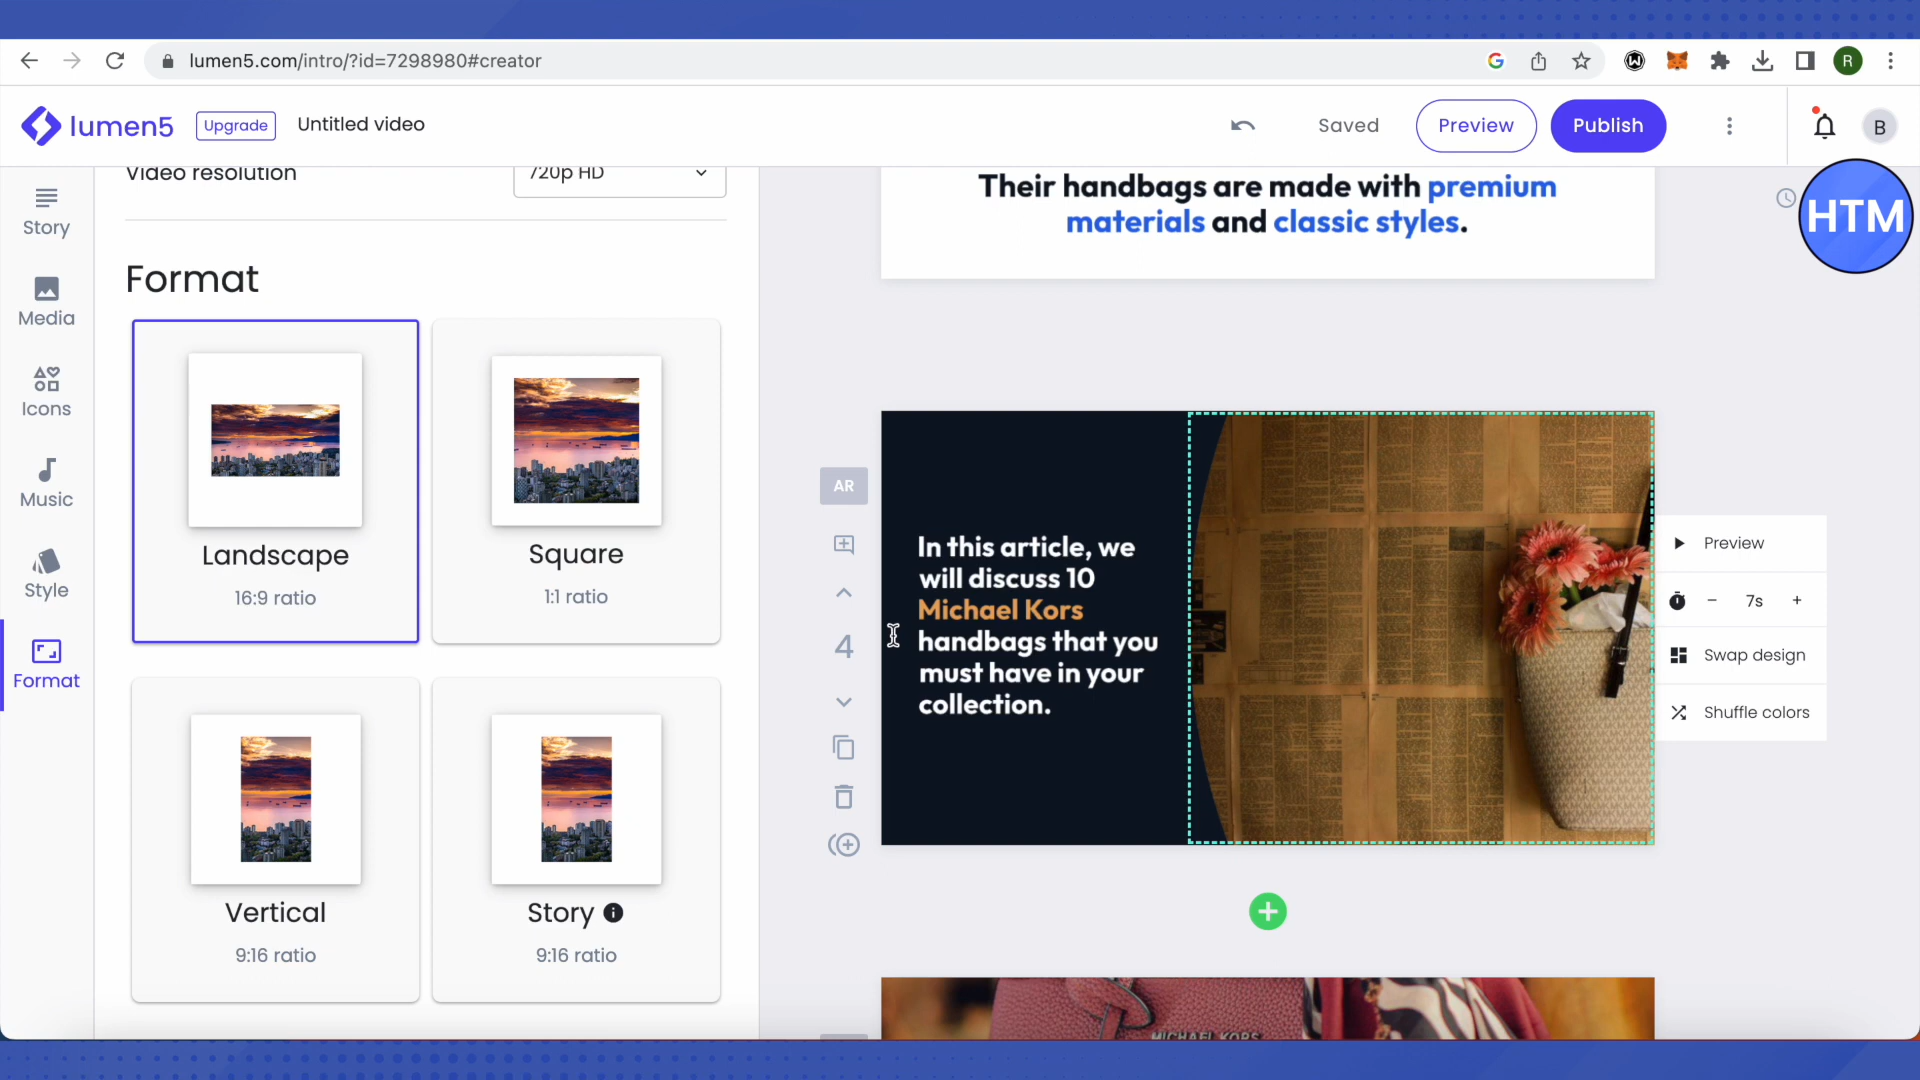 lumen5.com/intro/?id=7298980#creator
R
lumen5
Upgrade
Untitled video
Saved
Preview
Publish
B
HTM
Story
Media
Icons
Music
Style
Format
Video resolution
720p HD
Format
Landscape
16:9 ratio
Square
1:1 ratio
Vertical
9:16 ratio
Story
9:16 ratio
Their handbags are made with premium
materials and classic styles.
AR
4
In this article, we
will discuss 10
Michael Kors
handbags that you
must have in your
collection.
Preview
7s
Swap design
Shuffle colors
MICHAEL KORS